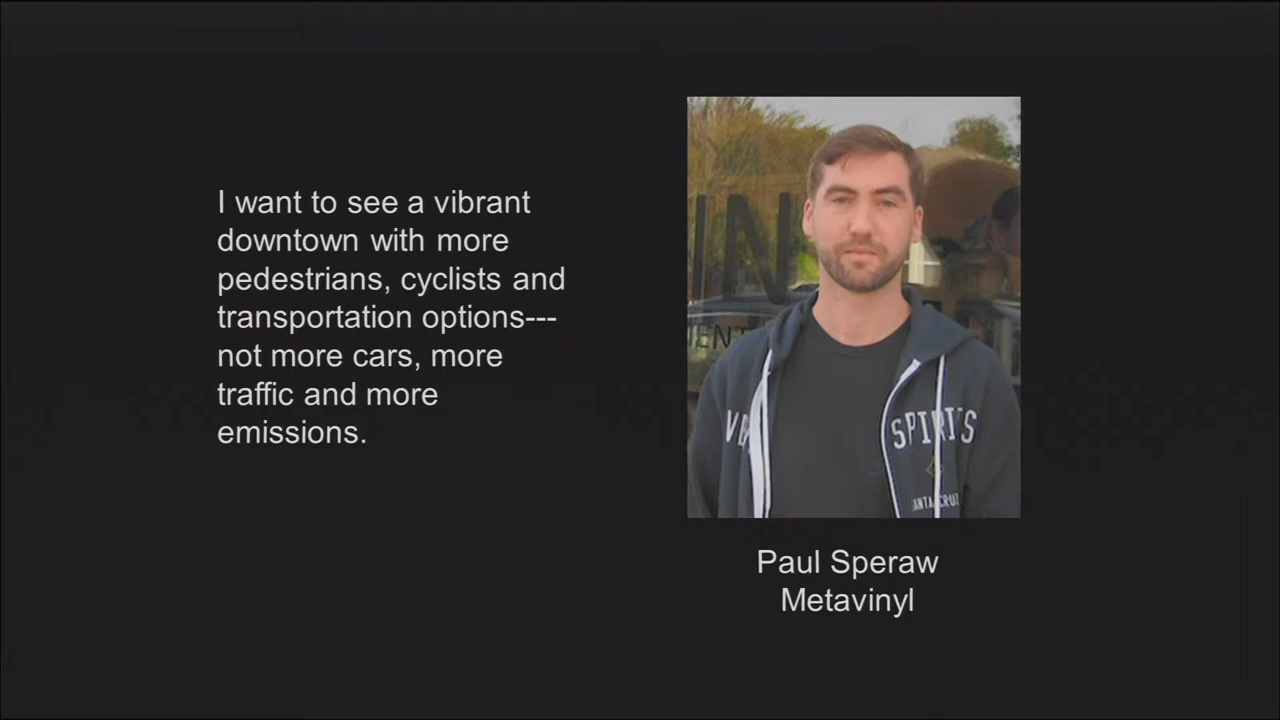 I want to see a vibrant
downtown with more
pedestrians, cyclists and
transportation options---
not more cars, more
traffic and more
emissions.
SPIRITS
Paul Speraw
Metavinyl